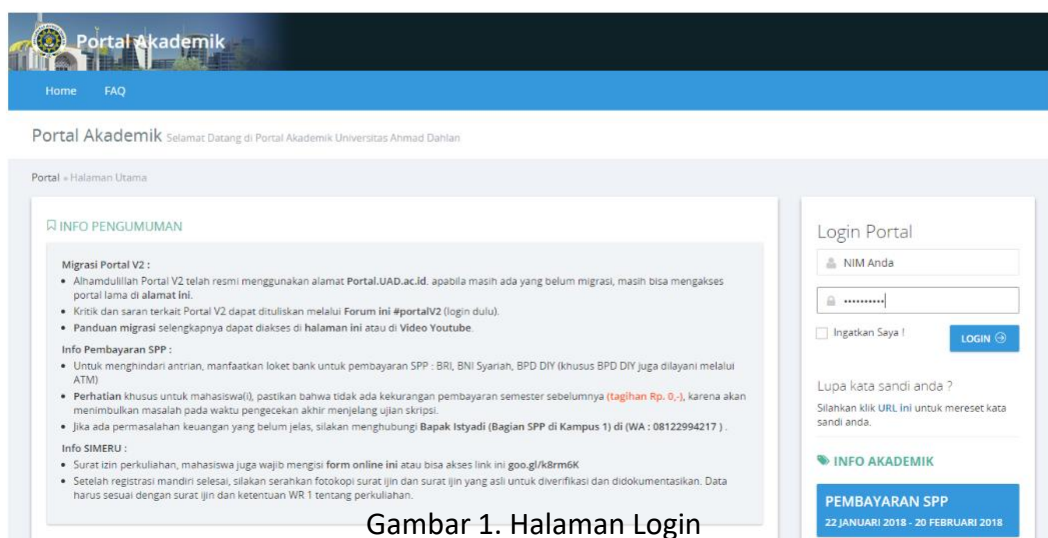 Portal Akademik
Home FAQ
Portal Akademik Selamat Datang di Portal Akademik Universitas Ahmad Dahlan
Portal » Halaman Utama
INFO PENGUMUMAN
Migrasi Portal V2 :
• Alhamdulillah Portal V2 telah resmi menggunakan alamat Portal.UAD.ac.id. apabila masih ada yang belum migrasi, masih bisa mengakses
portal lama di alamat ini.
• Kritik dan saran terkait Portal V2 dapat dituliskan melalui Forum ini #portalV2 (login dulu).
• Panduan migrasi selengkapnya dapat diakses di halaman ini atau di Video Youtube.
Info Pembayaran SPP :
• Untuk menghindari antrian, manfaatkan loket bank untuk pembayaran SPP : BRI, BNI Syariah, BPD DIY (khusus BPD DIY juga dilayani melalui
ATM)
• Perhatian khusus untuk mahasiswa(i), pastikan bahwa tidak ada kekurangan pembayaran semester sebelumnya (tagihan Rp. 0,-), karena akan
menimbulkan masalah pada waktu pengecekan akhir menjelang ujian skripsi.
• Jika ada permasalahan keuangan yang belum jelas, silakan menghubungi Bapak Istyadi (Bagian SPP di Kampus 1) di (WA : 08122994217 ) .
Info SIMERU :
• Surat izin perkuliahan, mahasiswa juga wajib mengisi form online ini atau bisa akses link ini goo.gl/k8rm6K
• Setelah registrasi mandiri selesai, silakan serahkan fotokopi surat ijin dan surat ijin yang asli untuk diverifikasi dan didokumentasikan. Data
harus sesuai dengan surat ijin dan ketentuan WR 1 tentang perkuliahan.
Login Portal
NIM Anda
••••••••••
Ingatkan Saya !
LOGIN
Lupa kata sandi anda ?
Silahkan klik URL ini untuk mereset kata
sandi anda.
INFO AKADEMIK
PEMBAYARAN SPP
22 JANUARI 2018 - 20 FEBRUARI 2018
Gambar 1. Halaman Login